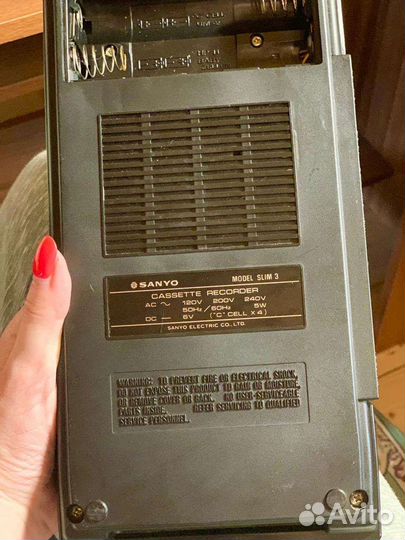 SANYO MODEL SLIM 3
CASSETTE RECORDER
AC ~ 120V 200V 240V
50Hz/60Hz 5W
DC ⎓ 6V ("C" CELL X 4)
SANYO ELECTRIC CO., LTD.
WARNING: TO PREVENT FIRE OR ELECTRICAL SHOCK,
DO NOT EXPOSE THIS PRODUCT TO RAIN OR MOISTURE.
OR REMOVE COVER OR BACK. NO USER-SERVICEABLE
PARTS INSIDE. REFER SERVICING TO QUALIFIED
SERVICE PERSONNEL.
Avito